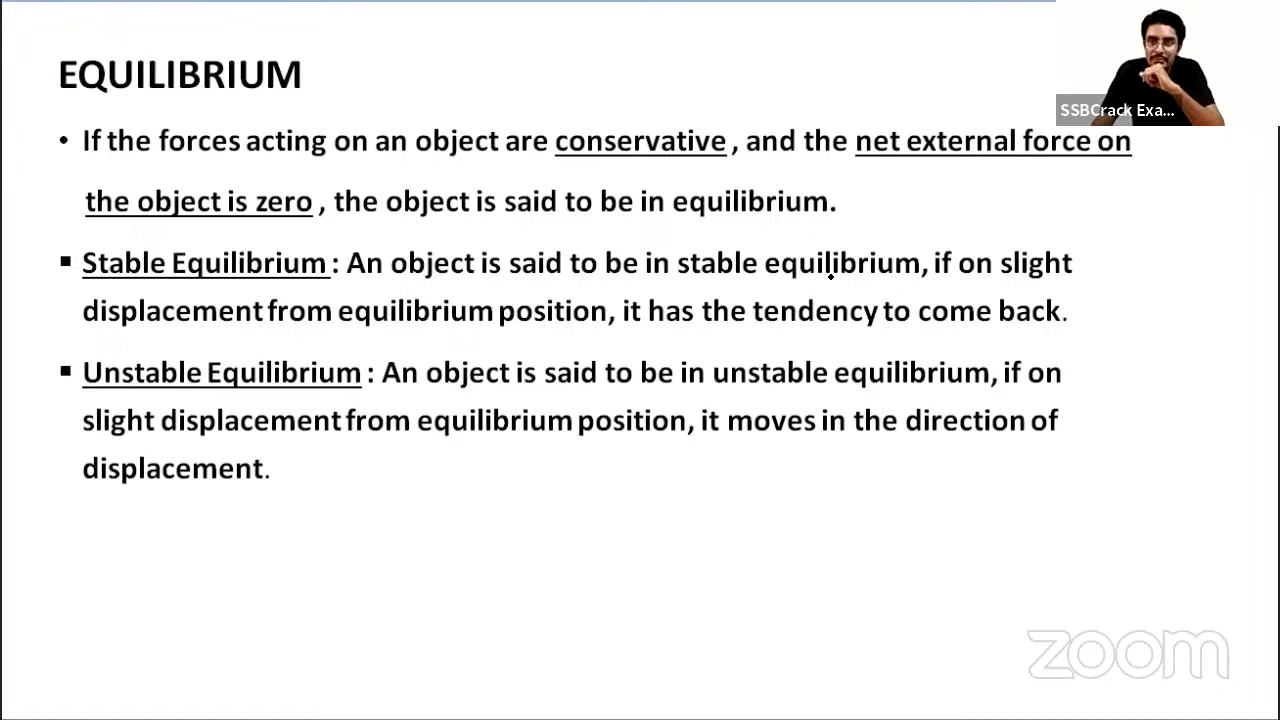 EQUILIBRIUM
SSBCrack Exa...
• If the forces acting on an object are conservative , and the net external force on
the object is zero , the object is said to be in equilibrium.
▪ Stable Equilibrium : An object is said to be in stable equilibrium, if on slight
displacement from equilibrium position, it has the tendency to come back.
▪ Unstable Equilibrium : An object is said to be in unstable equilibrium, if on
slight displacement from equilibrium position, it moves in the direction of
displacement.
zoom